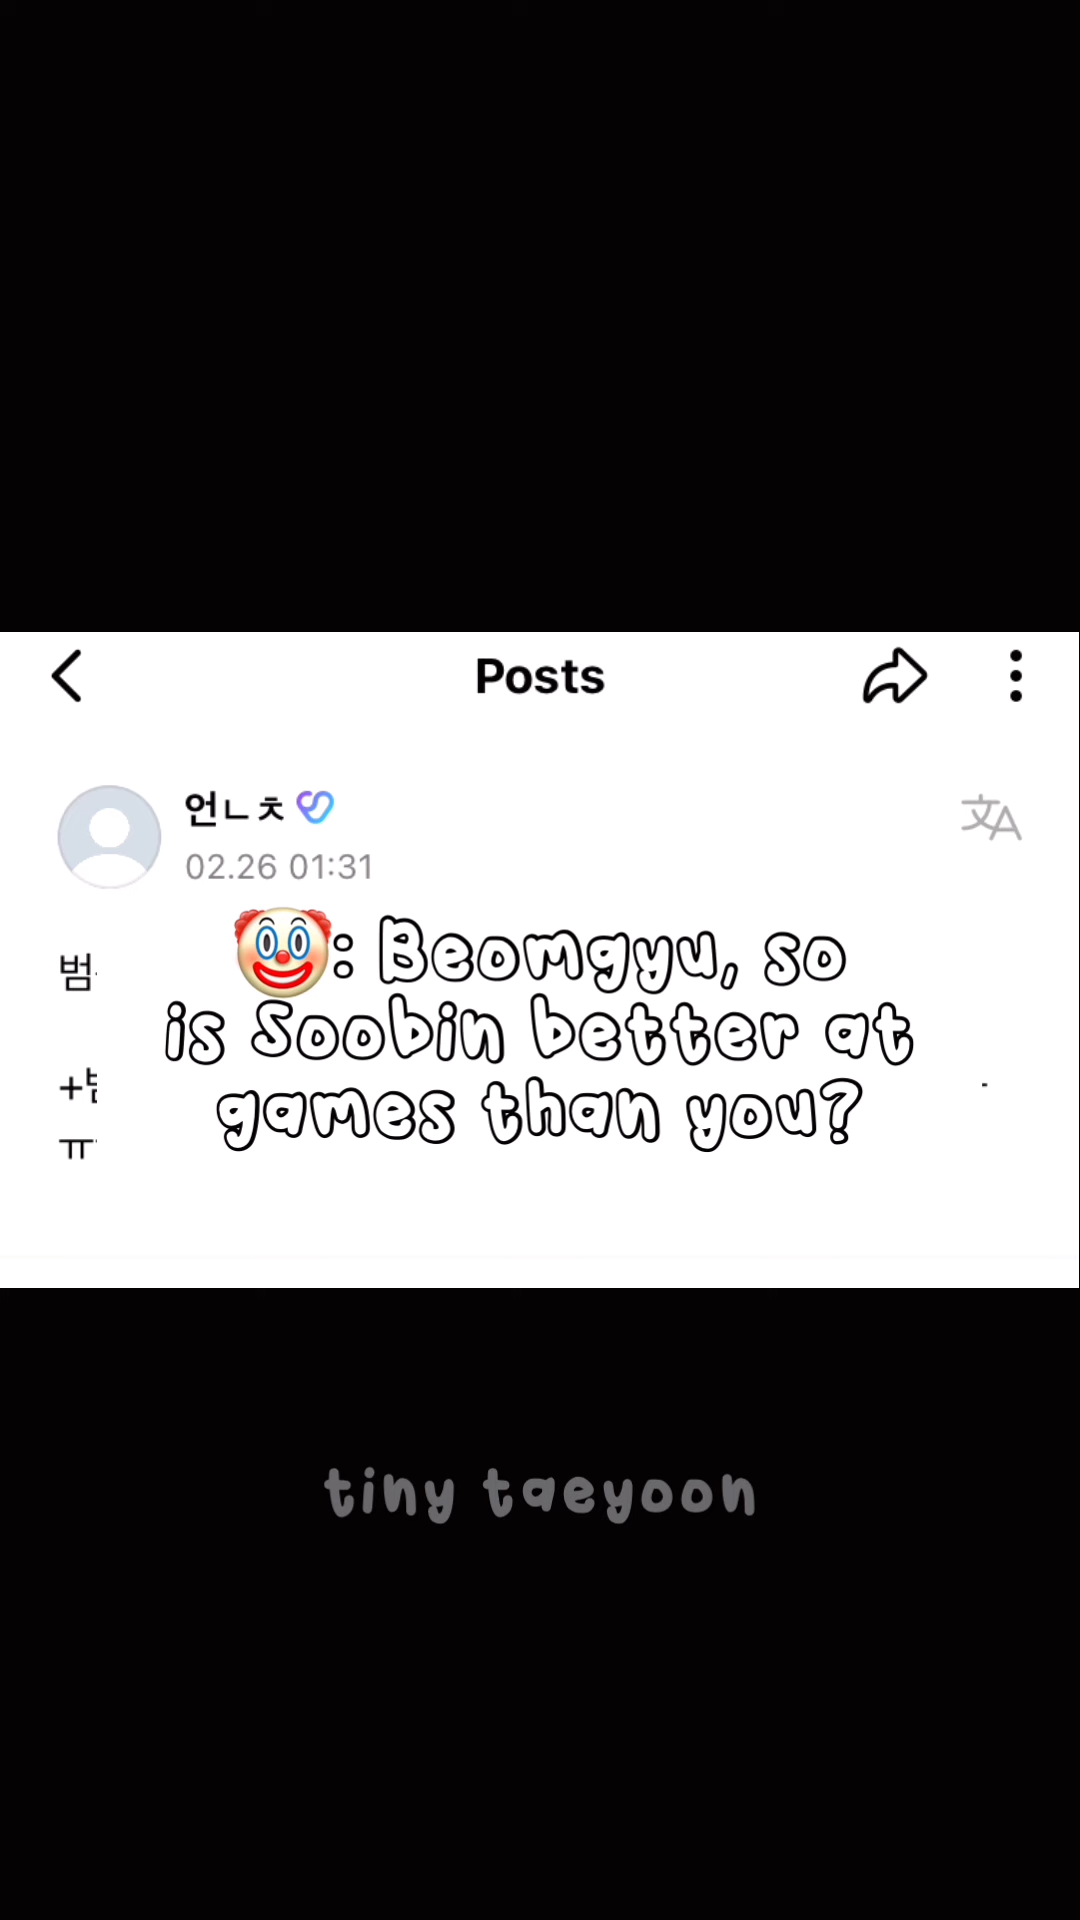 Posts
언ㄴㅊ
02.26 01:31
🤡: Beomgyu, so
is Soobin better at
games than you?
범
ㅠ
tiny taeyoon